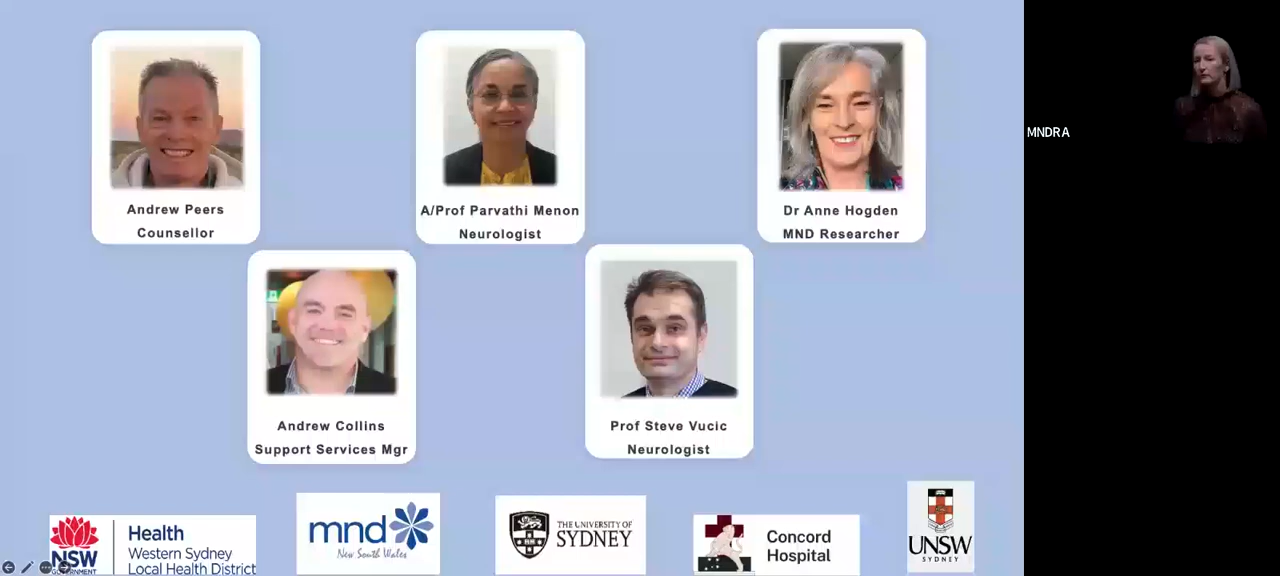 Andrew Peers
Counsellor
A/Prof Parvathi Menon
Neurologist
Dr Anne Hogden
MND Researcher
MNDRA
Andrew Collins
Support Services Mgr
Prof Steve Vucic
Neurologist
NSW
GOVERNMENT
Health
Western Sydney
Local Health District
mnd
New South Wales
THE UNIVERSITY OF
SYDNEY
Concord
Hospital
UNSW
SYDNEY